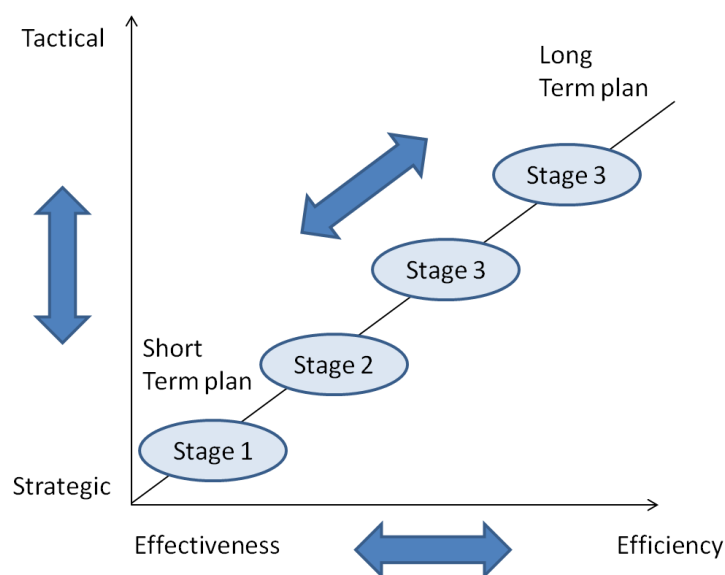 Tactical
Long
Term plan
Stage 3
Stage 3
Short
Term plan
Stage 2
Stage 1
Strategic
Effectiveness
Efficiency